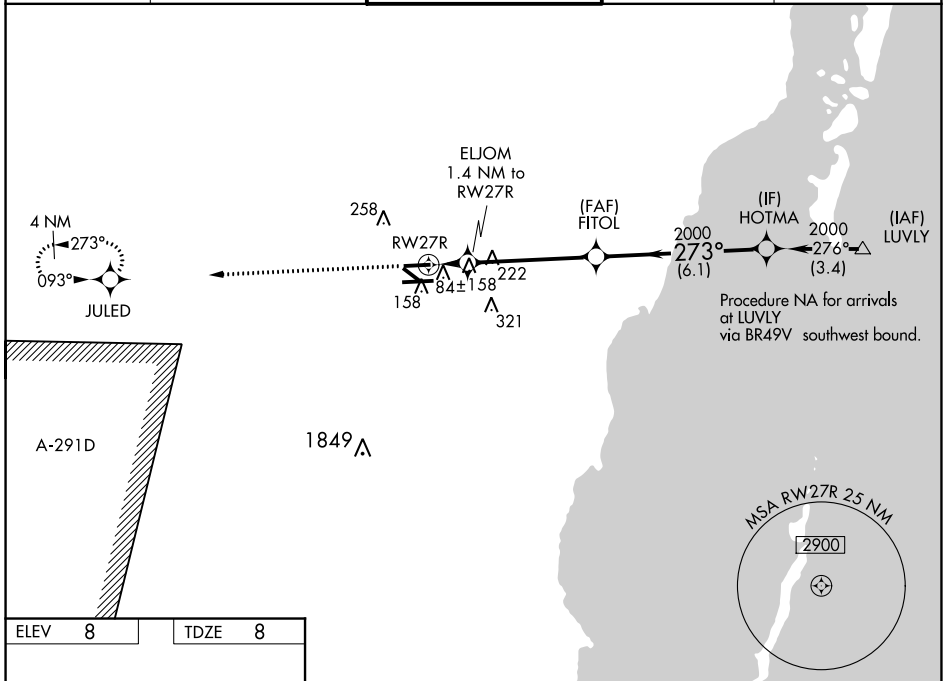 ELJOM
1.4 NM to
RW27R
258
RW27R
(FAF)
FITOL
(IF)
HOTMA
(IAF)
LUVLY
2000
273°
(6.1)
2000
276°
(3.4)
4 NM
273°
093°
JULED
158
84±
158
222
321
Procedure NA for arrivals
at LUVLY
via BR49V southwest bound.
A-291D
1849
MSA RW27R 25 NM
2900
ELEV 8
TDZE 8